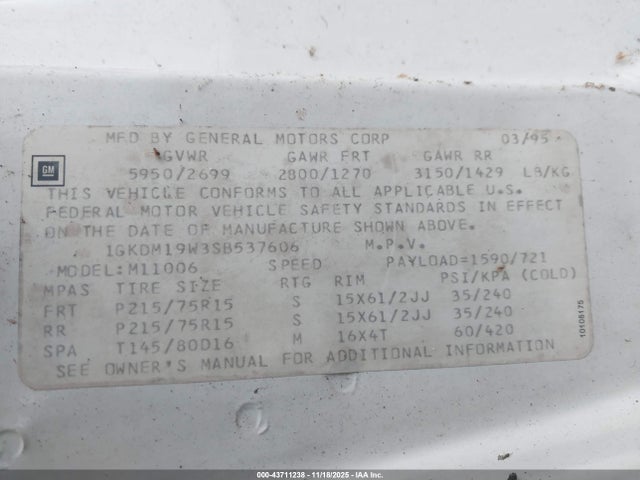 MFD BY GENERAL MOTORS CORP 03/95
GVWR GAWR FRT GAWR RR
GM 5950/2699 2800/1270 3150/1429 LB/KG
THIS VEHICLE CONFORMS TO ALL APPLICABLE U.S.
FEDERAL MOTOR VEHICLE SAFETY STANDARDS IN EFFECT
ON THE DATE OF MANUFACTURE SHOWN ABOVE.
1GKDM19W3SB537606 M.P.V.
MODEL:M11006 SPEED PAYLOAD=1590/721
MPAS TIRE SIZE RTG RIM PSI/KPA (COLD)
FRT P215/75R15 S 15X61/2JJ 35/240
RR P215/75R15 S 15X61/2JJ 35/240
SPA T145/80D16 M 16X4T 60/420
SEE OWNER'S MANUAL FOR ADDITIONAL INFORMATION
10108175
000-43711238 - 11/18/2025 - IAA, Inc.